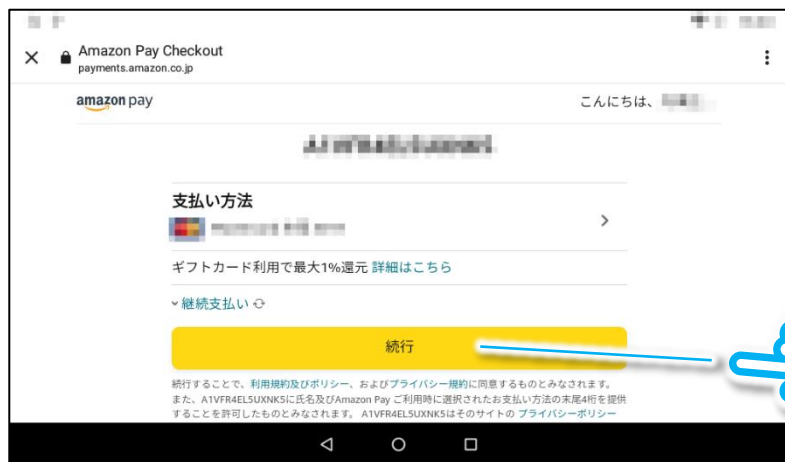 Amazon Pay Checkout
payments.amazon.co.jp
amazon pay
こんにちは、
支払い方法
ギフトカード利用で最大1%還元 詳細はこちら
継続支払い
続行
続行することで、利用規約及びポリシー、およびプライバシー規約に同意するものとみなされます。
また、A1VFR4EL5UXNK5に氏名及びAmazon Pay ご利用時に選択されたお支払い方法の末尾4桁を提供
することを許可したものとみなされます。 A1VFR4EL5UXNK5はそのサイトの プライバシーポリシー